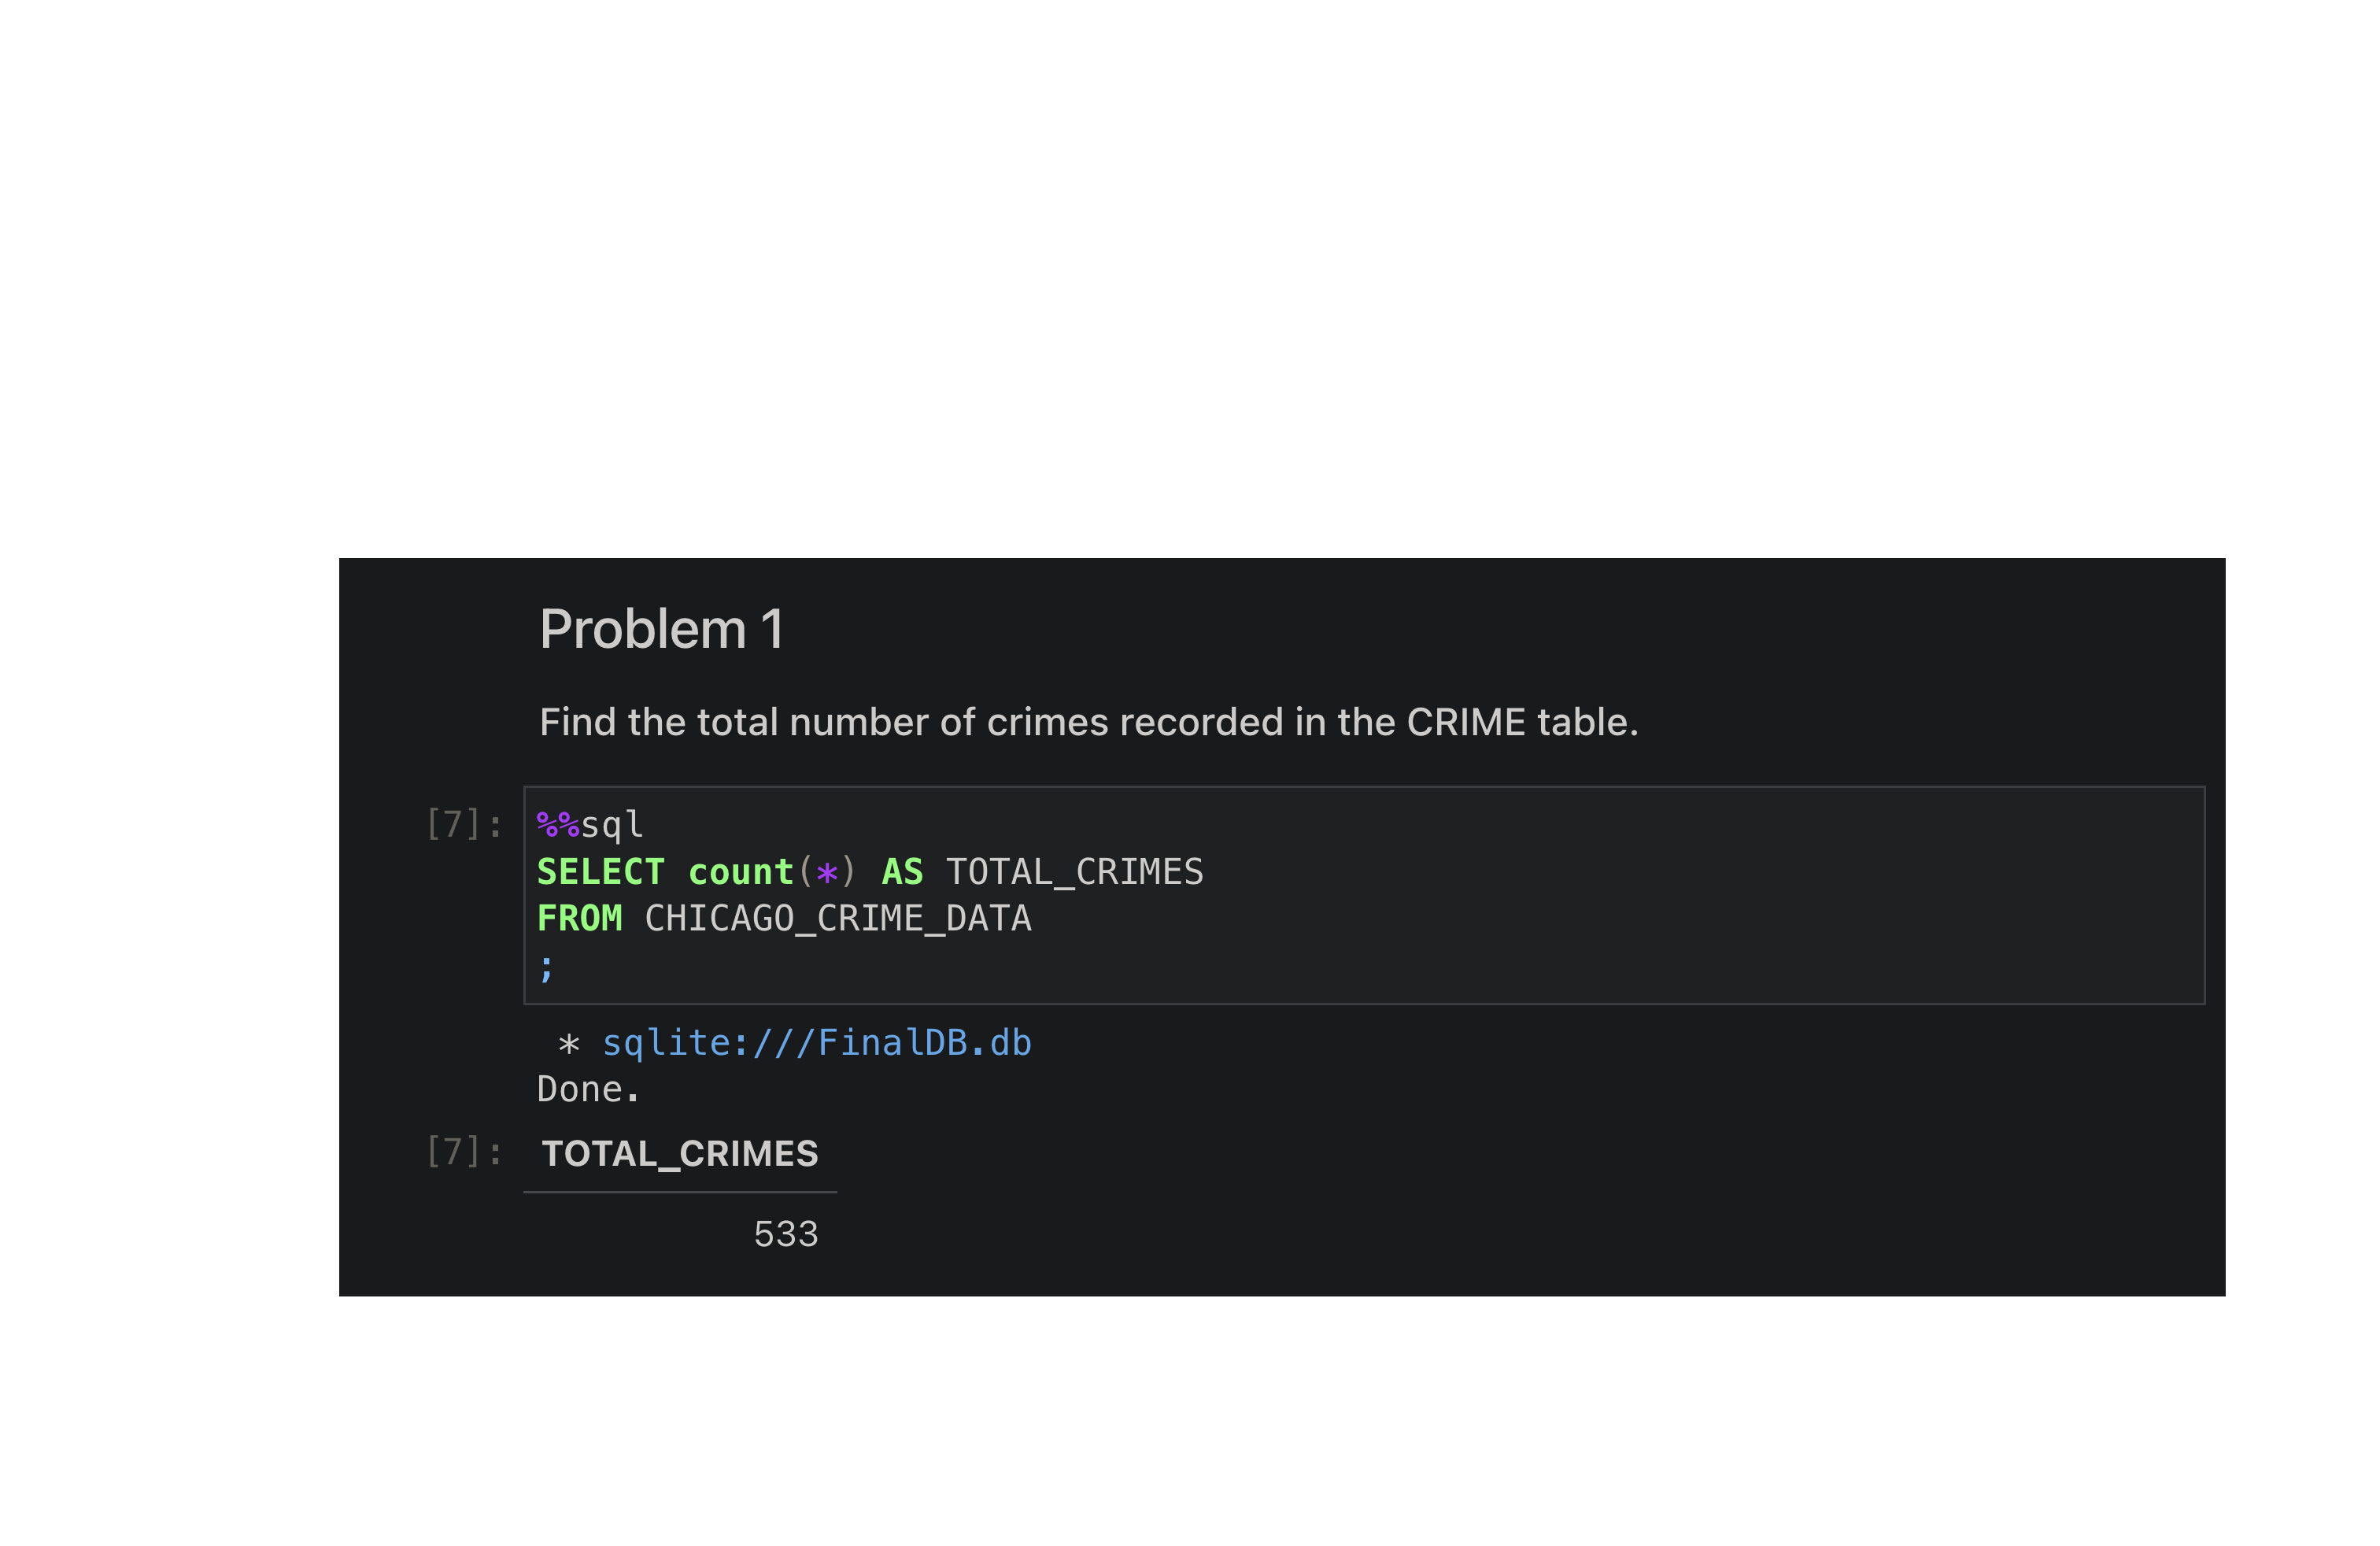 Problem 1
Find the total number of crimes recorded in the CRIME table.
[7]: %%sql
SELECT count(*) AS TOTAL_CRIMES
FROM CHICAGO_CRIME_DATA
;
* sqlite:///FinalDB.db
Done.
[7]: TOTAL_CRIMES
533